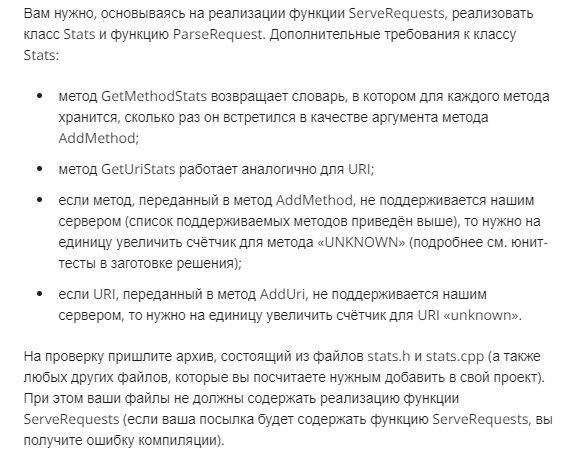 Вам нужно, основываясь на реализации функции ServeRequests, реализовать
класс Stats и функцию ParseRequest. Дополнительные требования к классу
Stats:
• метод GetMethodStats возвращает словарь, в котором для каждого метода
хранится, сколько раз он встретился в качестве аргумента метода
AddMethod;
• метод GetUriStats работает аналогично для URI;
• если метод, переданный в метод AddMethod, не поддерживается нашим
сервером (список поддерживаемых методов приведён выше), то нужно на
единицу увеличить счётчик для метода «UNKNOWN» (подробнее см. юнит-
тесты в заготовке решения);
• если URI, переданный в метод AddUri, не поддерживается нашим
сервером, то нужно на единицу увеличить счётчик для URI «unknown».
На проверку пришлите архив, состоящий из файлов stats.h и stats.cpp (а также
любых других файлов, которые вы посчитаете нужным добавить в свой проект).
При этом ваши файлы не должны содержать реализацию функции
ServeRequests (если ваша посылка будет содержать функцию ServeRequests, вы
получите ошибку компиляции).